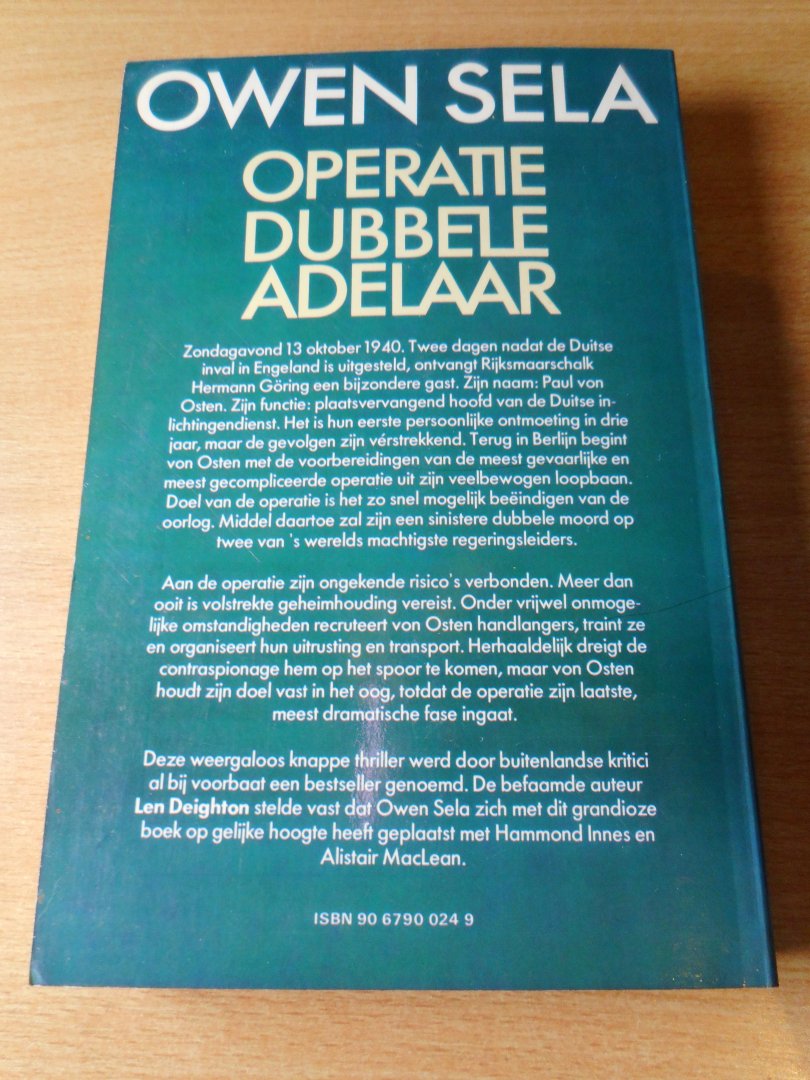 OWEN SELA
OPERATIE
DUBBELE
ADELAAR
Zondagavond 13 oktober 1940. Twee dagen nadat de Duitse
inval in Engeland is uitgesteld, ontvangt Rijksmaarschalk
Hermann Göring een bijzondere gast. Zijn naam: Paul von
Osten. Zijn functie: plaatsvervangend hoofd van de Duitse in-
lichtingendienst. Het is hun eerste persoonlijke ontmoeting in drie
jaar, maar de gevolgen zijn vérstrekkend. Terug in Berlijn begint
von Osten met de voorbereidingen van de meest gevaarlijke en
meest gecompliceerde operatie uit zijn veelbewogen loopbaan.
Doel van de operatie is het zo snel mogelijk beëindigen van de
oorlog. Middel daartoe zal zijn een sinistere dubbele moord op
twee van 's werelds machtigste regeringsleiders.
Aan de operatie zijn ongekende risico's verbonden. Meer dan
ooit is volstrekte geheimhouding vereist. Onder vrijwel onmoge-
lijke omstandigheden recruteert von Osten handlangers, traint ze
en organiseert hun uitrusting en transport. Herhaaldelijk dreigt de
contraspionage hem op het spoor te komen, maar von Osten
houdt zijn doel vast in het oog, totdat de operatie zijn laatste,
meest dramatische fase ingaat.
Deze weergaloos knappe thriller werd door buitenlandse kritici
al bij voorbaat een bestseller genoemd. De befaamde auteur
Len Deighton stelde vast dat Owen Sela zich met dit grandioze
boek op gelijke hoogte heeft geplaatst met Hammond Innes en
Alistair MacLean.
ISBN 90 6790 024 9